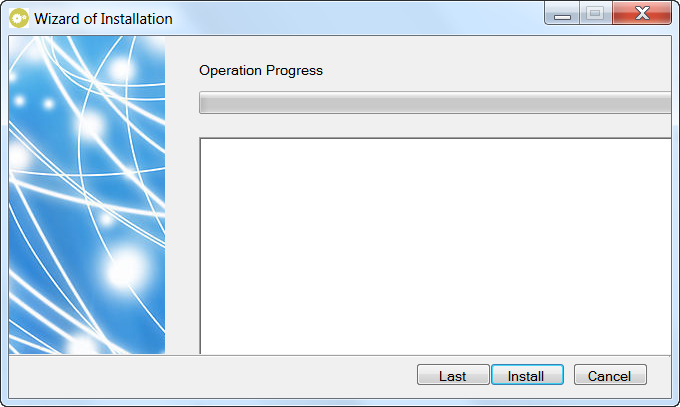 Wizard of Installation
Operation Progress
Last
Install
Cancel